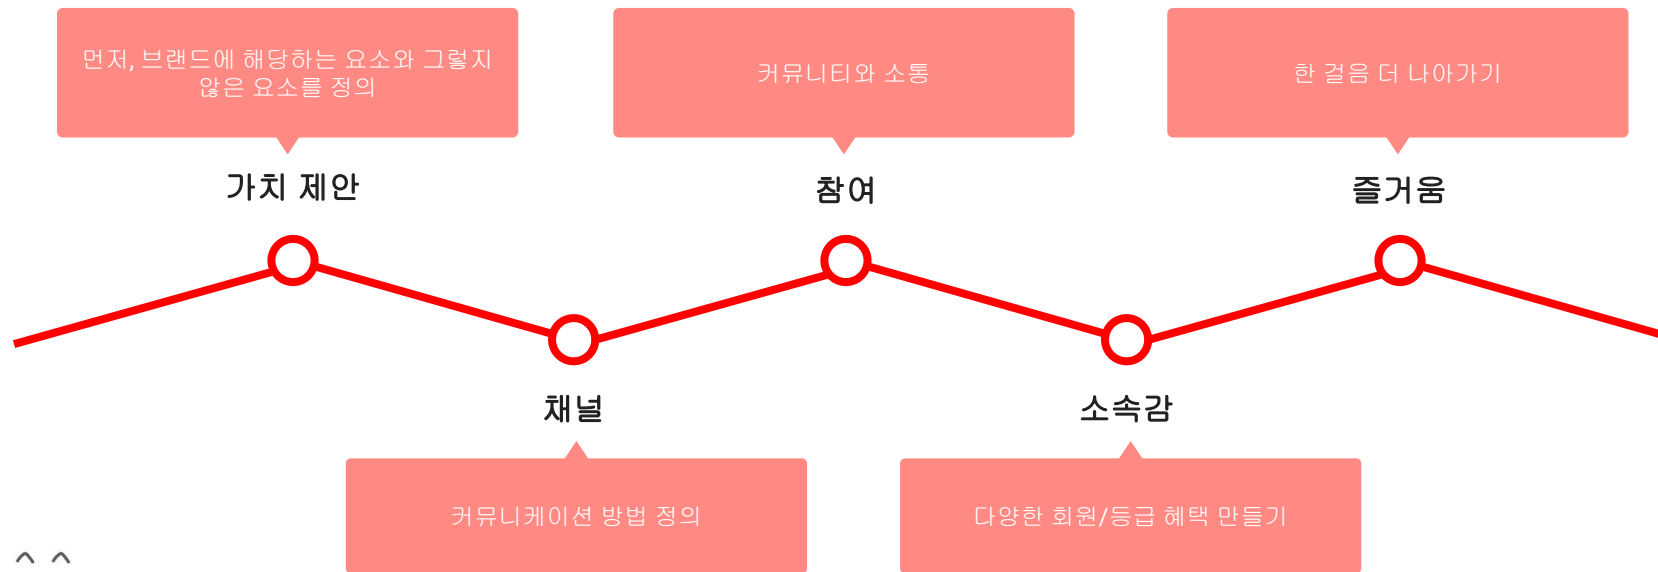 먼저, 브랜드에 해당하는 요소와 그렇지
않은 요소를 정의
커뮤니티와 소통
한 걸음 더 나아가기
가치 제안
참여
즐거움
채널
소속감
커뮤니케이션 방법 정의
다양한 회원/등급 혜택 만들기